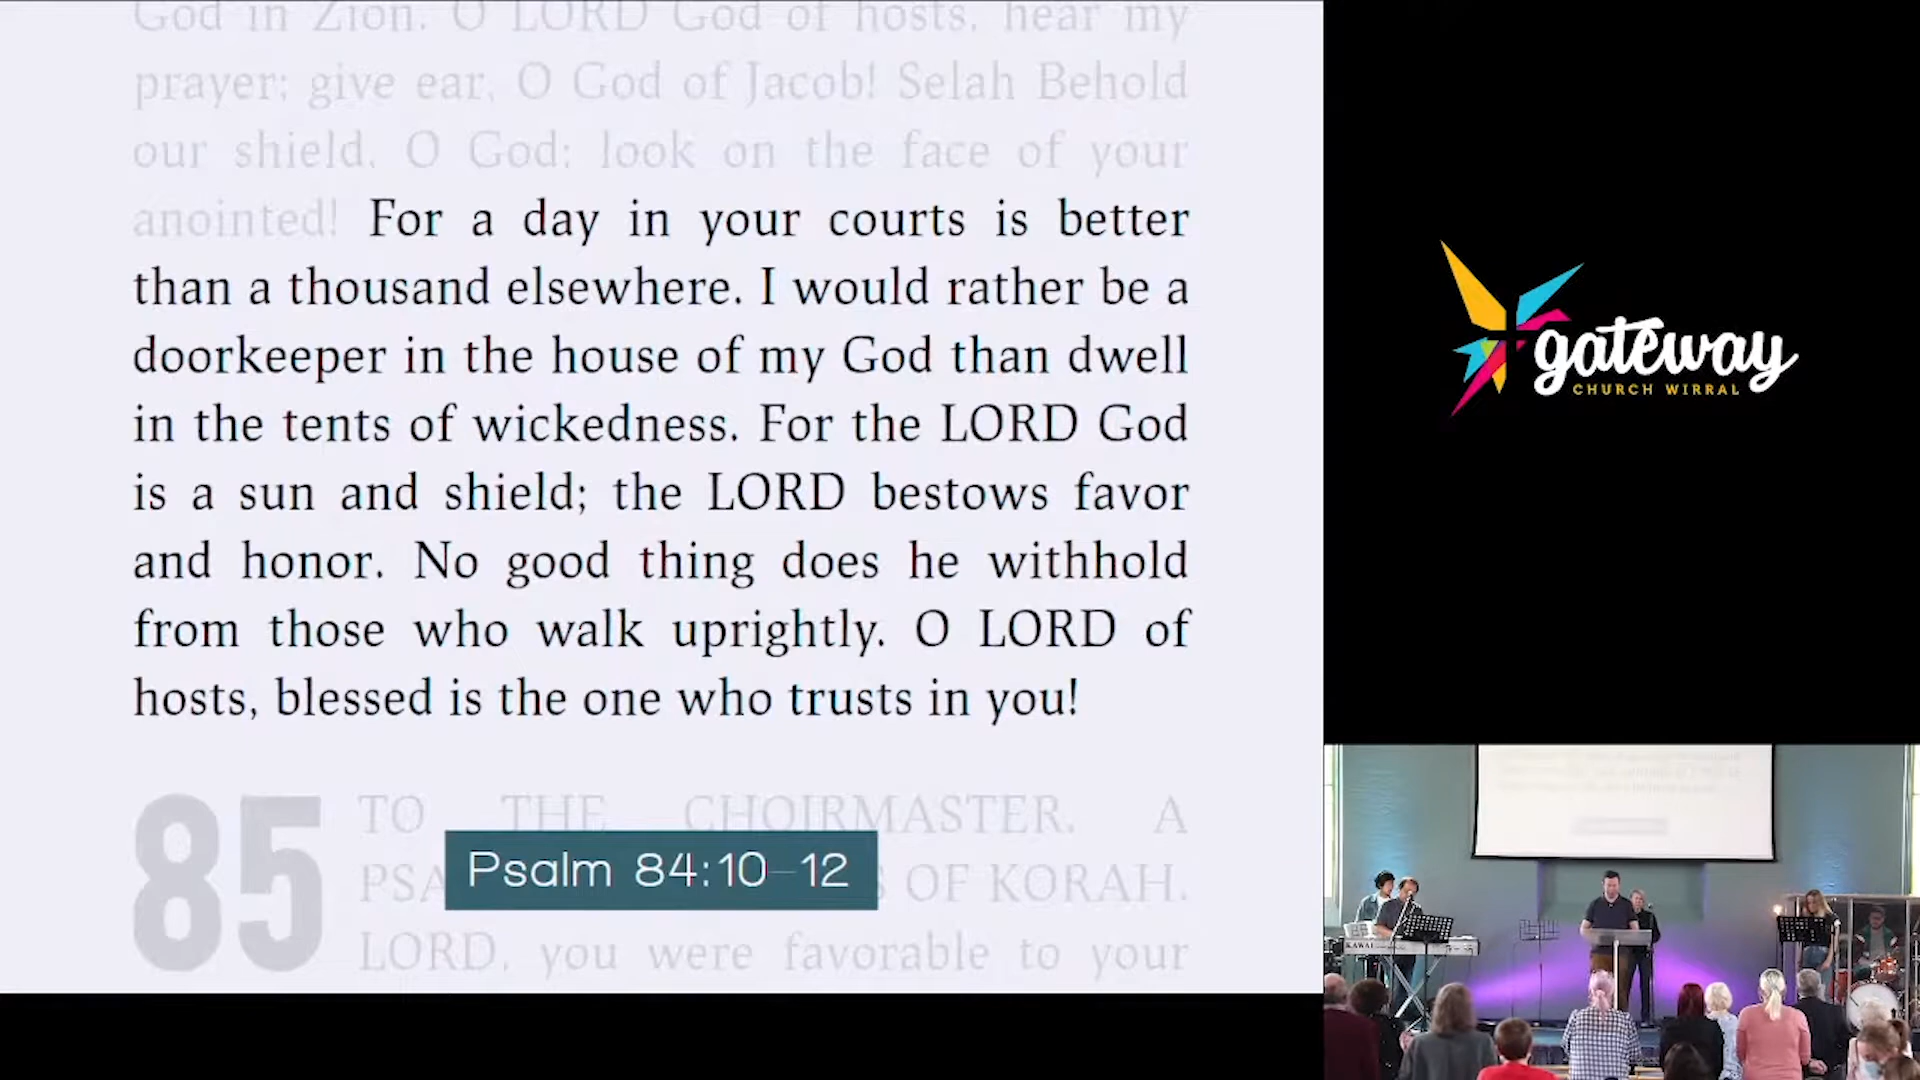 God in Zion. O LORD God of hosts, hear my
prayer; give ear, O God of Jacob! Selah Behold
our shield, O God; look on the face of your
anointed! For a day in your courts is better
than a thousand elsewhere. I would rather be a
doorkeeper in the house of my God than dwell
in the tents of wickedness. For the LORD God
is a sun and shield; the LORD bestows favor
and honor. No good thing does he withhold
from those who walk uprightly. O LORD of
hosts, blessed is the one who trusts in you!
85 TO THE CHOIRMASTER. A
OF KORAH.
LORD, you were favorable to your
Psalm 84:10–12
gateway
CHURCH WIRRAL
KAWAI